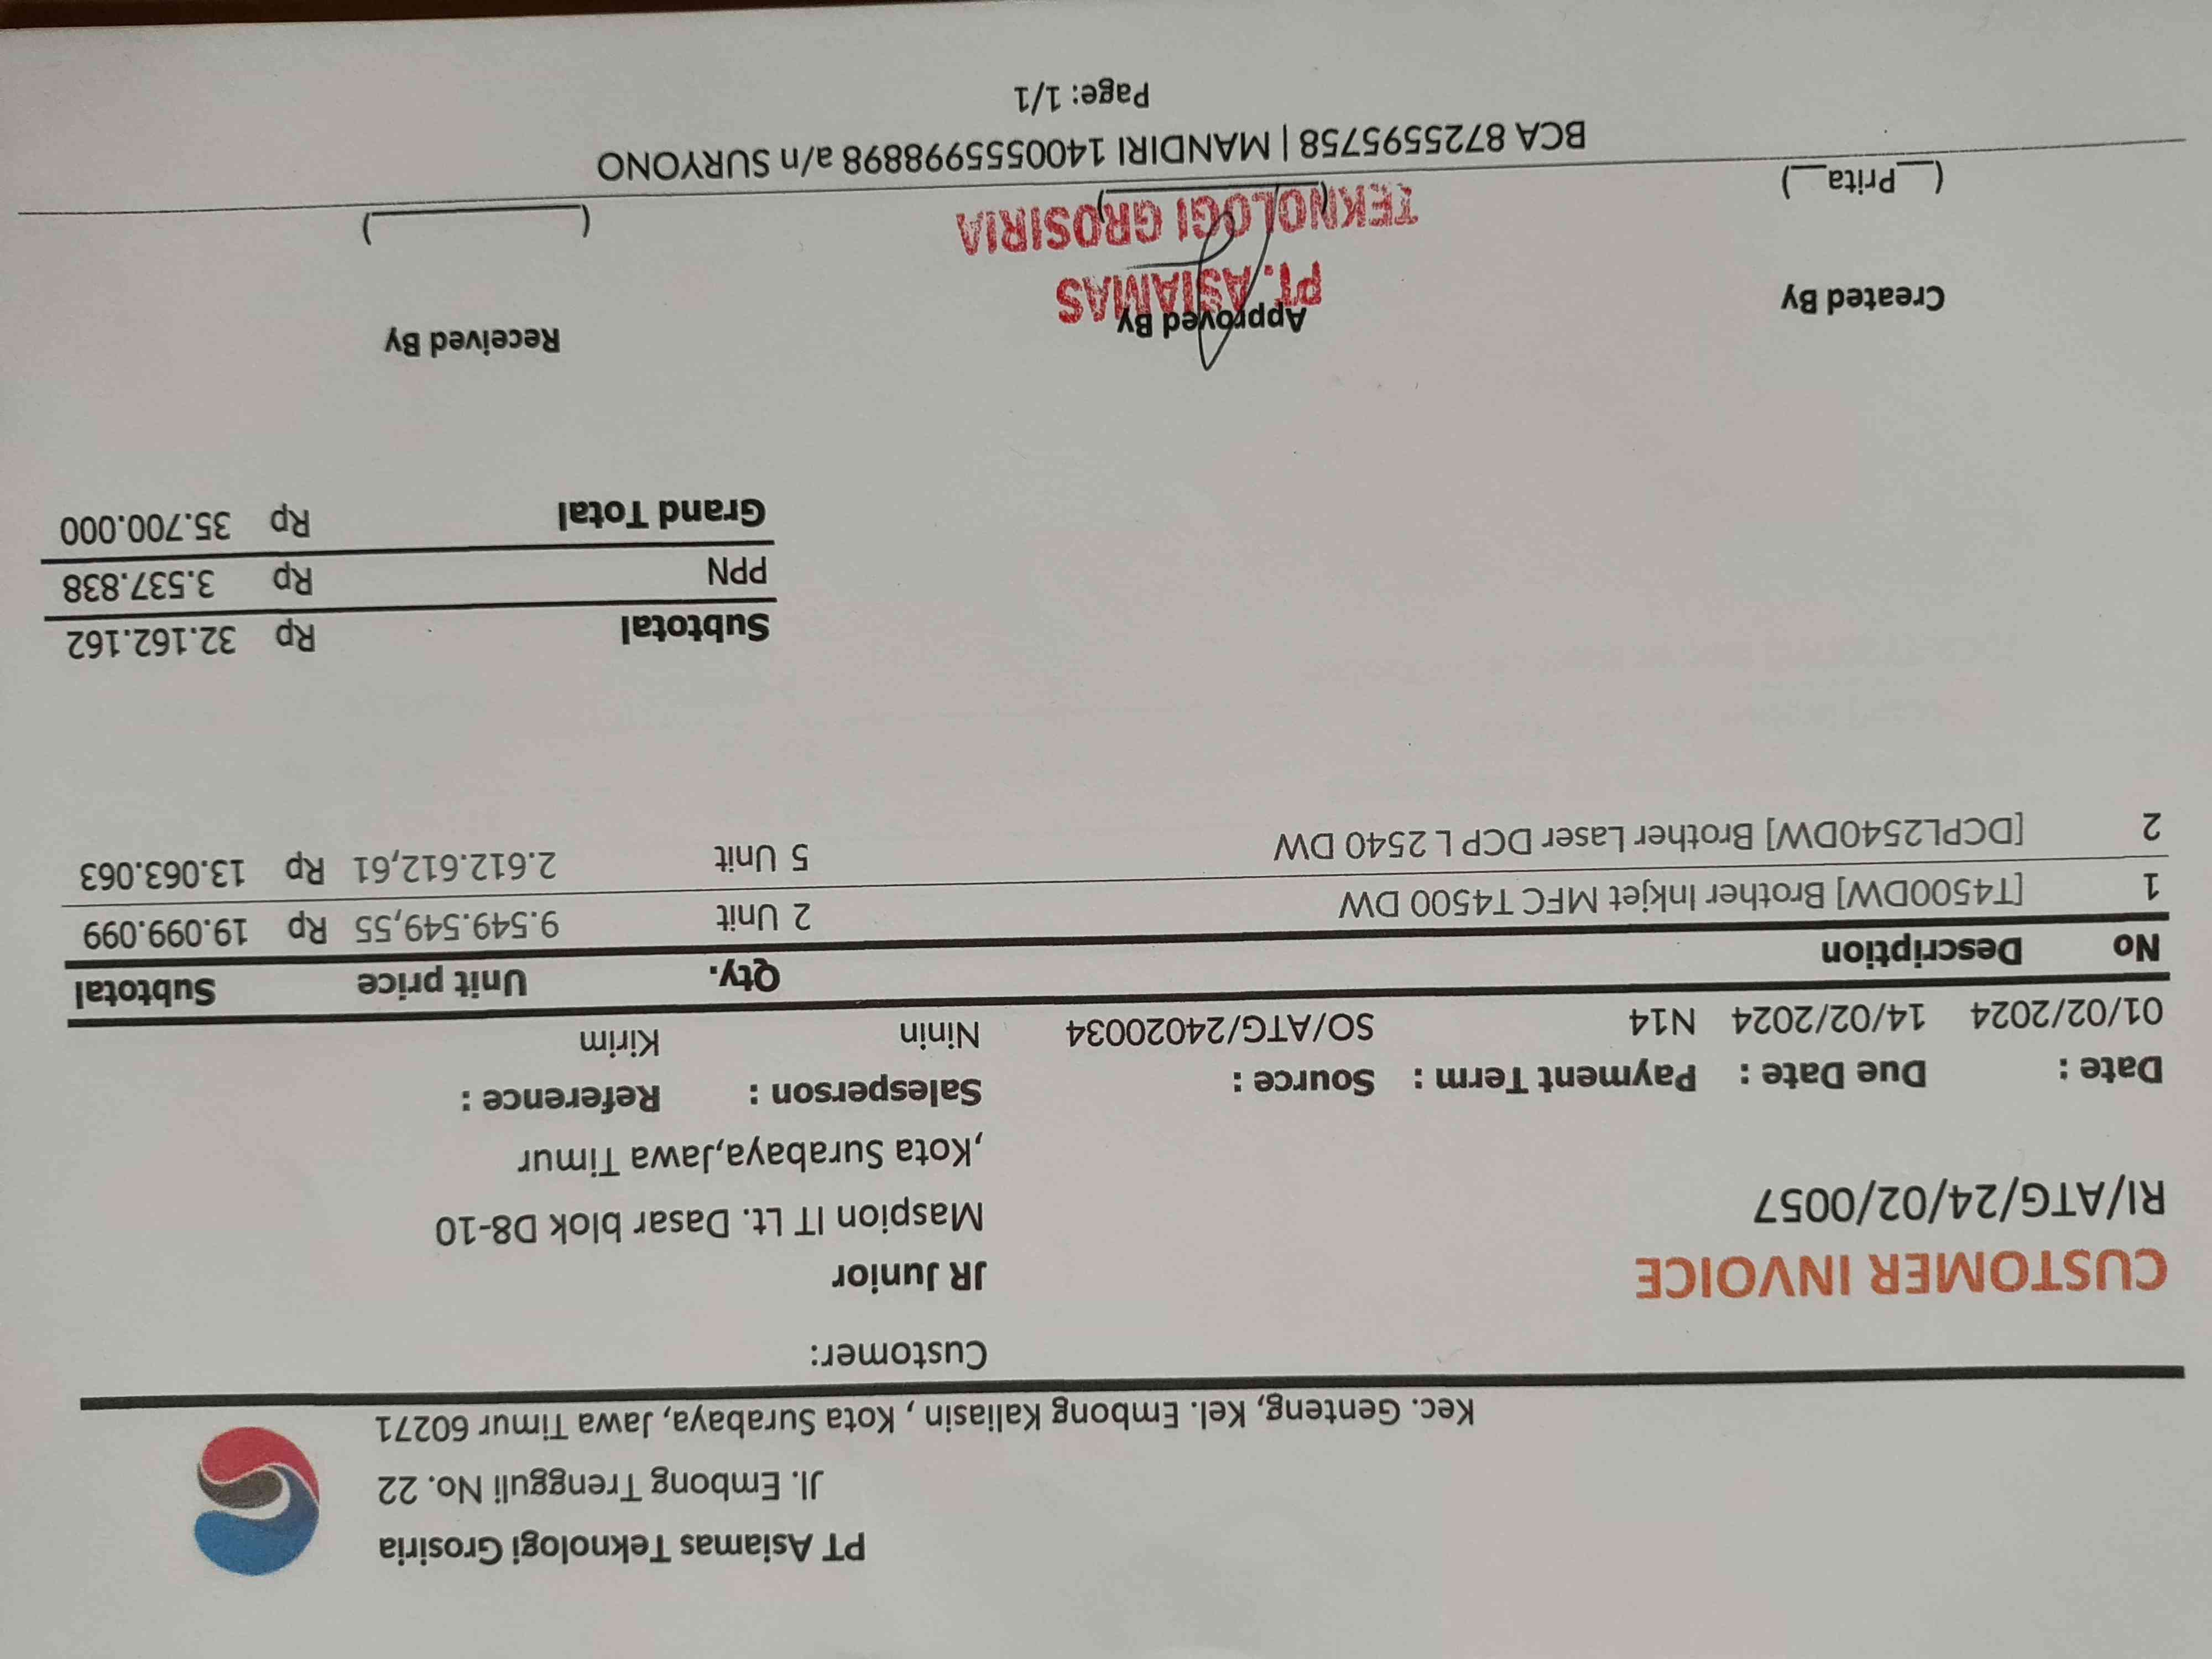 PT Asiamas Teknologi Grosiria
Jl. Embong Trengguli No. 22
Kec. Genteng, Kel. Embong Kaliasin , Kota Surabaya, Jawa Timur 60271
Customer:
CUSTOMER INVOICE
RI/ATG/24/02/0057
JR Junior
Maspion IT Lt. Dasar blok D8-10
,Kota Surabaya,Jawa Timur
Date : Due Date : Payment Term : Source : Salesperson : Reference :
01/02/2024 14/02/2024 N14 SO/ATG/24020034 Ninin Kirim
No Description Qty. Unit price Subtotal
1 [T4500DW] Brother Inkjet MFC T4500 DW 2 Unit 9.549.549,55 Rp 19.099.099
2 [DCPL2540DW] Brother Laser DCP L 2540 DW 5 Unit 2.612.612,61 Rp 13.063.063
Subtotal Rp 32.162.162
PPN Rp 3.537.838
Grand Total Rp 35.700.000
Created By Approved By Received By
PT. ASIAMAS
TEKNOLOGI GROSIRIA
(__Prita__) (________) (________)
BCA 8725595758 | MANDIRI 1400555998898 a/n SURYONO
Page: 1/1